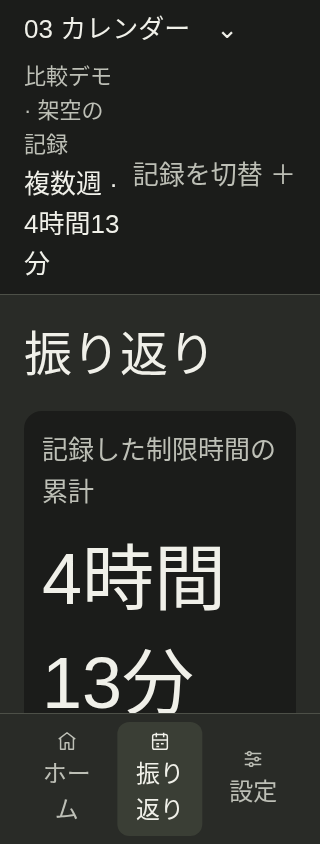 03 カレンダー
比較デモ
· 架空の
記録
複数週 ·
4時間13
分
記録を切替 ＋
振り返り
記録した制限時間の
累計
4時間
13分
ホー
ム
振り
返り
設定